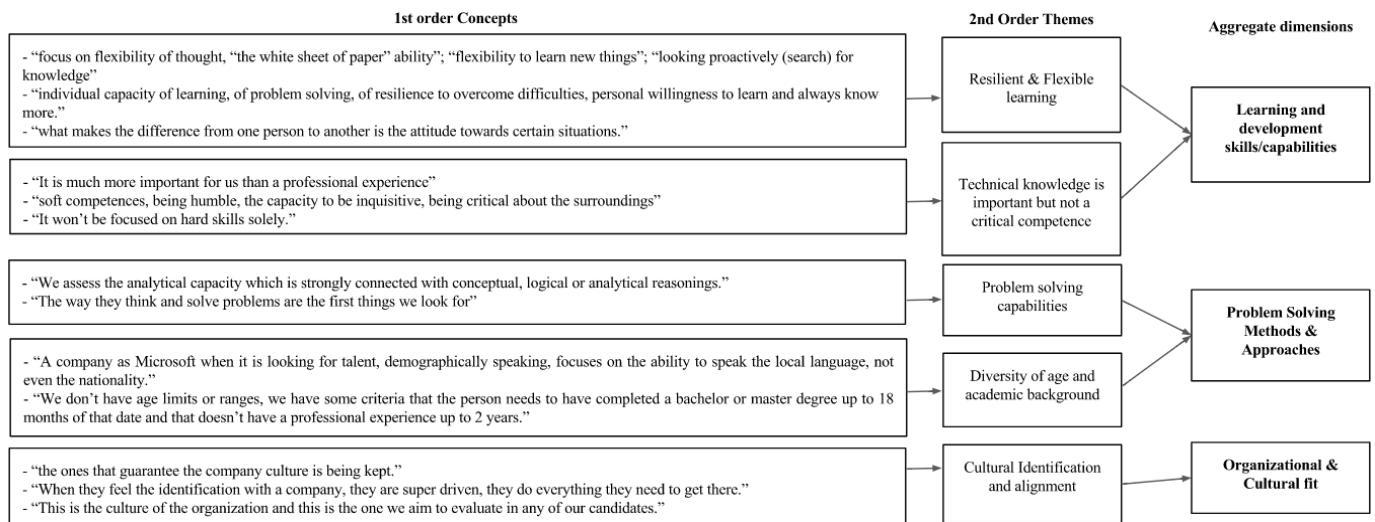 1st order Concepts
2nd Order Themes
Aggregate dimensions
- “focus on flexibility of thought, “the white sheet of paper” ability”; “flexibility to learn new things”; “looking proactively (search) for
knowledge”
- “individual capacity of learning, of problem solving, of resilience to overcome difficulties, personal willingness to learn and always know
more.”
- “what makes the difference from one person to another is the attitude towards certain situations.”
Resilient & Flexible
learning
Learning and
development
skills/capabilities
- “It is much more important for us than a professional experience”
- “soft competences, being humble, the capacity to be inquisitive, being critical about the surroundings”
- “It won’t be focused on hard skills solely.”
Technical knowledge is
important but not a
critical competence
- “We assess the analytical capacity which is strongly connected with conceptual, logical or analytical reasonings.”
- “The way they think and solve problems are the first things we look for”
Problem solving
capabilities
Problem Solving
Methods &
Approaches
- “A company as Microsoft when it is looking for talent, demographically speaking, focuses on the ability to speak the local language, not
even the nationality.”
- “We don’t have age limits or ranges, we have some criteria that the person needs to have completed a bachelor or master degree up to 18
months of that date and that doesn’t have a professional experience up to 2 years.”
Diversity of age and
academic background
- “the ones that guarantee the company culture is being kept.”
- “When they feel the identification with a company, they are super driven, they do everything they need to get there.”
- “This is the culture of the organization and this is the one we aim to evaluate in any of our candidates.”
Cultural Identification
and alignment
Organizational &
Cultural fit